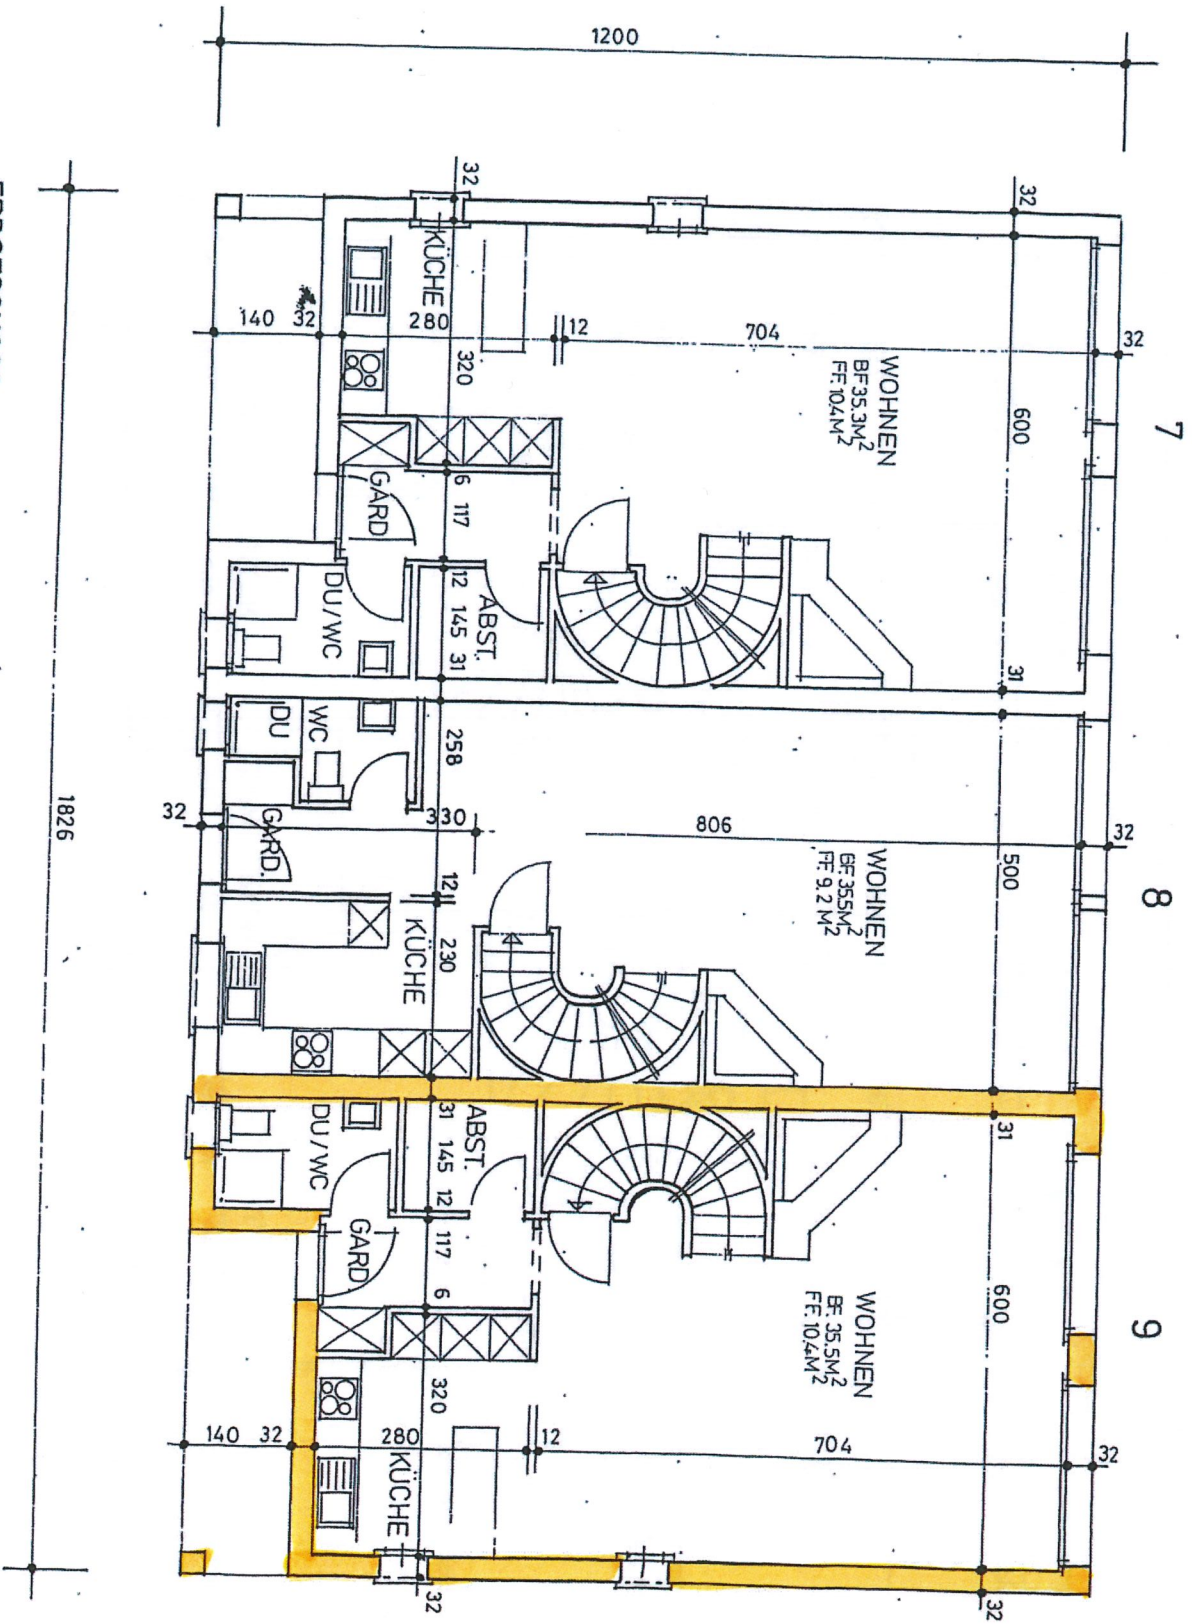 1200
7
32
32
KÜCHE
140
32
280
12
704
32
320
WOHNEN
BF 35.3M²
FF. 10.4M²
600
GARD
6
117
DU/WC
12
145
31
ABST.
31
8
DU
WC
258
32
330
806
32
GARD.
12
500
WOHNEN
BF. 35.5M²
FF. 9.2 M²
KÜCHE
230
1826
DU/WC
31
145
12
ABST.
31
9
GARD
117
6
600
WOHNEN
BF. 35.5M²
FF. 10.4M²
320
140
32
280
12
704
32
KÜCHE
32
32